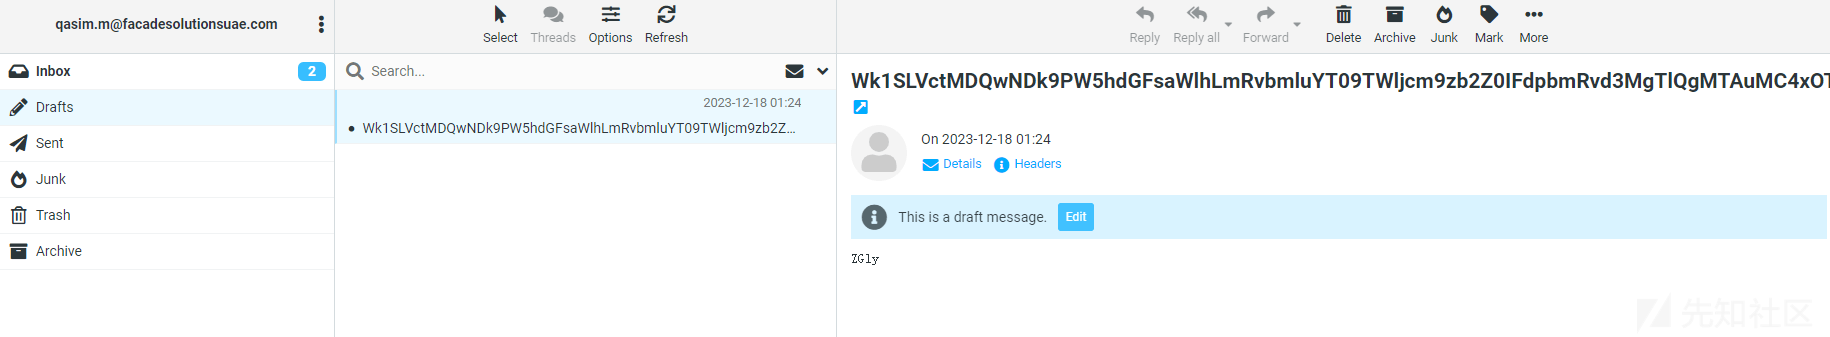 qasim.m@facadesolutionsuae.com
Select Threads Options Refresh
Reply Reply all Forward Delete Archive Junk Mark More
Inbox 2
Drafts
Sent
Junk
Trash
Archive
Search...
2023-12-18 01:24
Wk1SLVctMDQwNDk9PW5hdGFsaWlhLmRvbmluYT09TWljcm9zb2Z...
Wk1SLVctMDQwNDk9PW5hdGFsaWlhLmRvbmluYT09TWljcm9zb2Z0IFdpbmRvd3MgTlQgMTAuMC4xOT
On 2023-12-18 01:24
Details Headers
This is a draft message. Edit
ZGly
先知社区